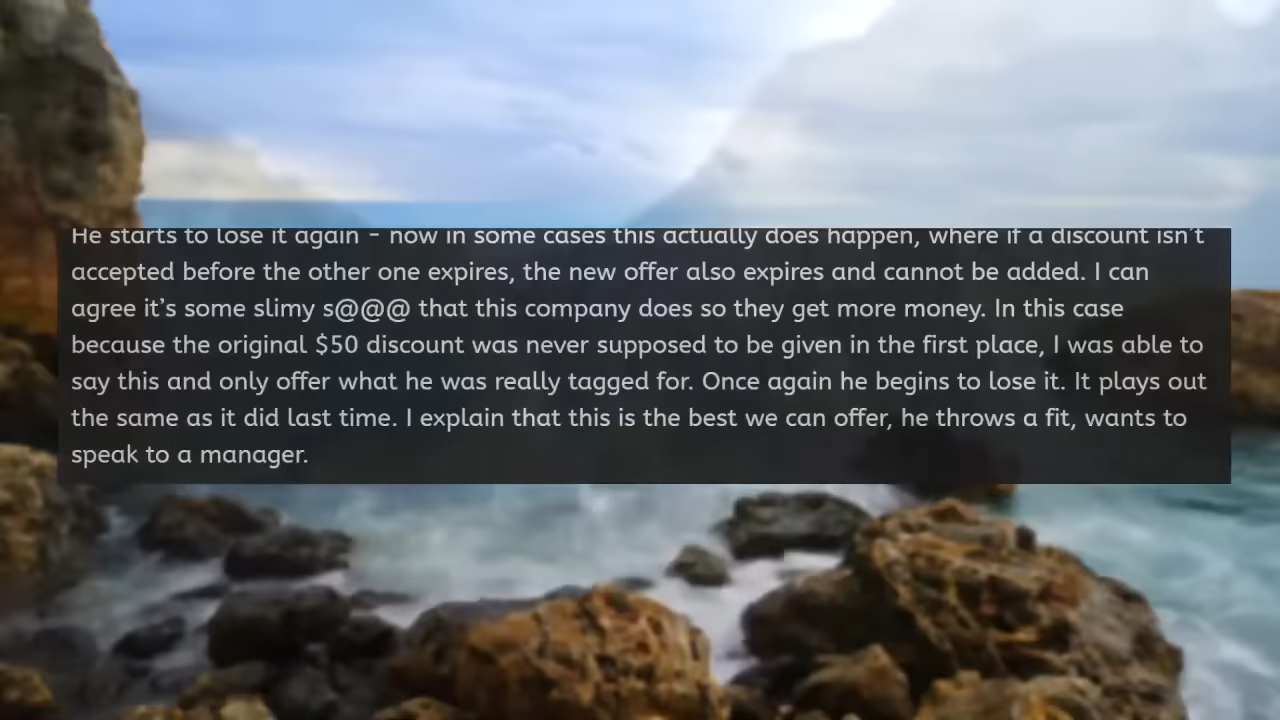 He starts to lose it again - now in some cases this actually does happen, where if a discount isn't
accepted before the other one expires, the new offer also expires and cannot be added. I can
agree it's some slimy s@@@ that this company does so they get more money. In this case
because the original $50 discount was never supposed to be given in the first place, I was able to
say this and only offer what he was really tagged for. Once again he begins to lose it. It plays out
the same as it did last time. I explain that this is the best we can offer, he throws a fit, wants to
speak to a manager.